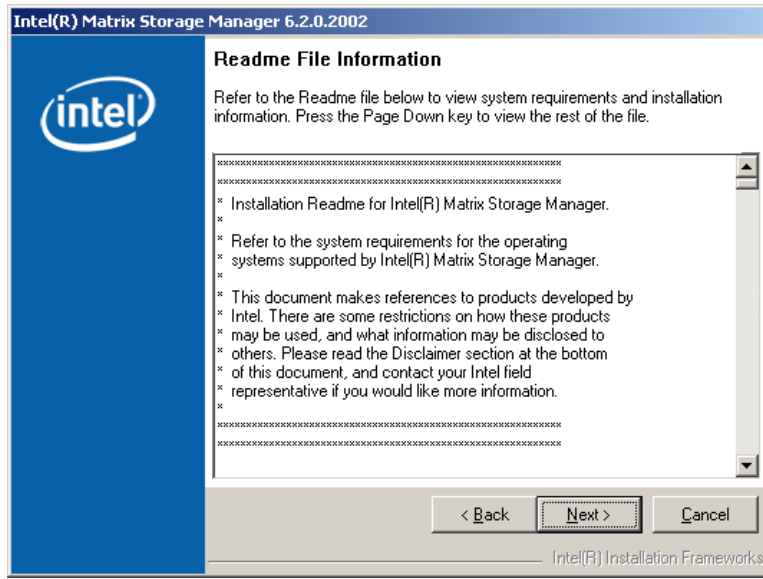 Intel(R) Matrix Storage Manager 6.2.0.2002
intel
Readme File Information
Refer to the Readme file below to view system requirements and installation
information. Press the Page Down key to view the rest of the file.
************************************************************
************************************************************
* Installation Readme for Intel(R) Matrix Storage Manager.
*
* Refer to the system requirements for the operating
* systems supported by Intel(R) Matrix Storage Manager.
*
* This document makes references to products developed by
* Intel. There are some restrictions on how these products
* may be used, and what information may be disclosed to
* others. Please read the Disclaimer section at the bottom
* of this document, and contact your Intel field
* representative if you would like more information.
*
************************************************************
************************************************************
< Back
Next >
Cancel
Intel(R) Installation Frameworks